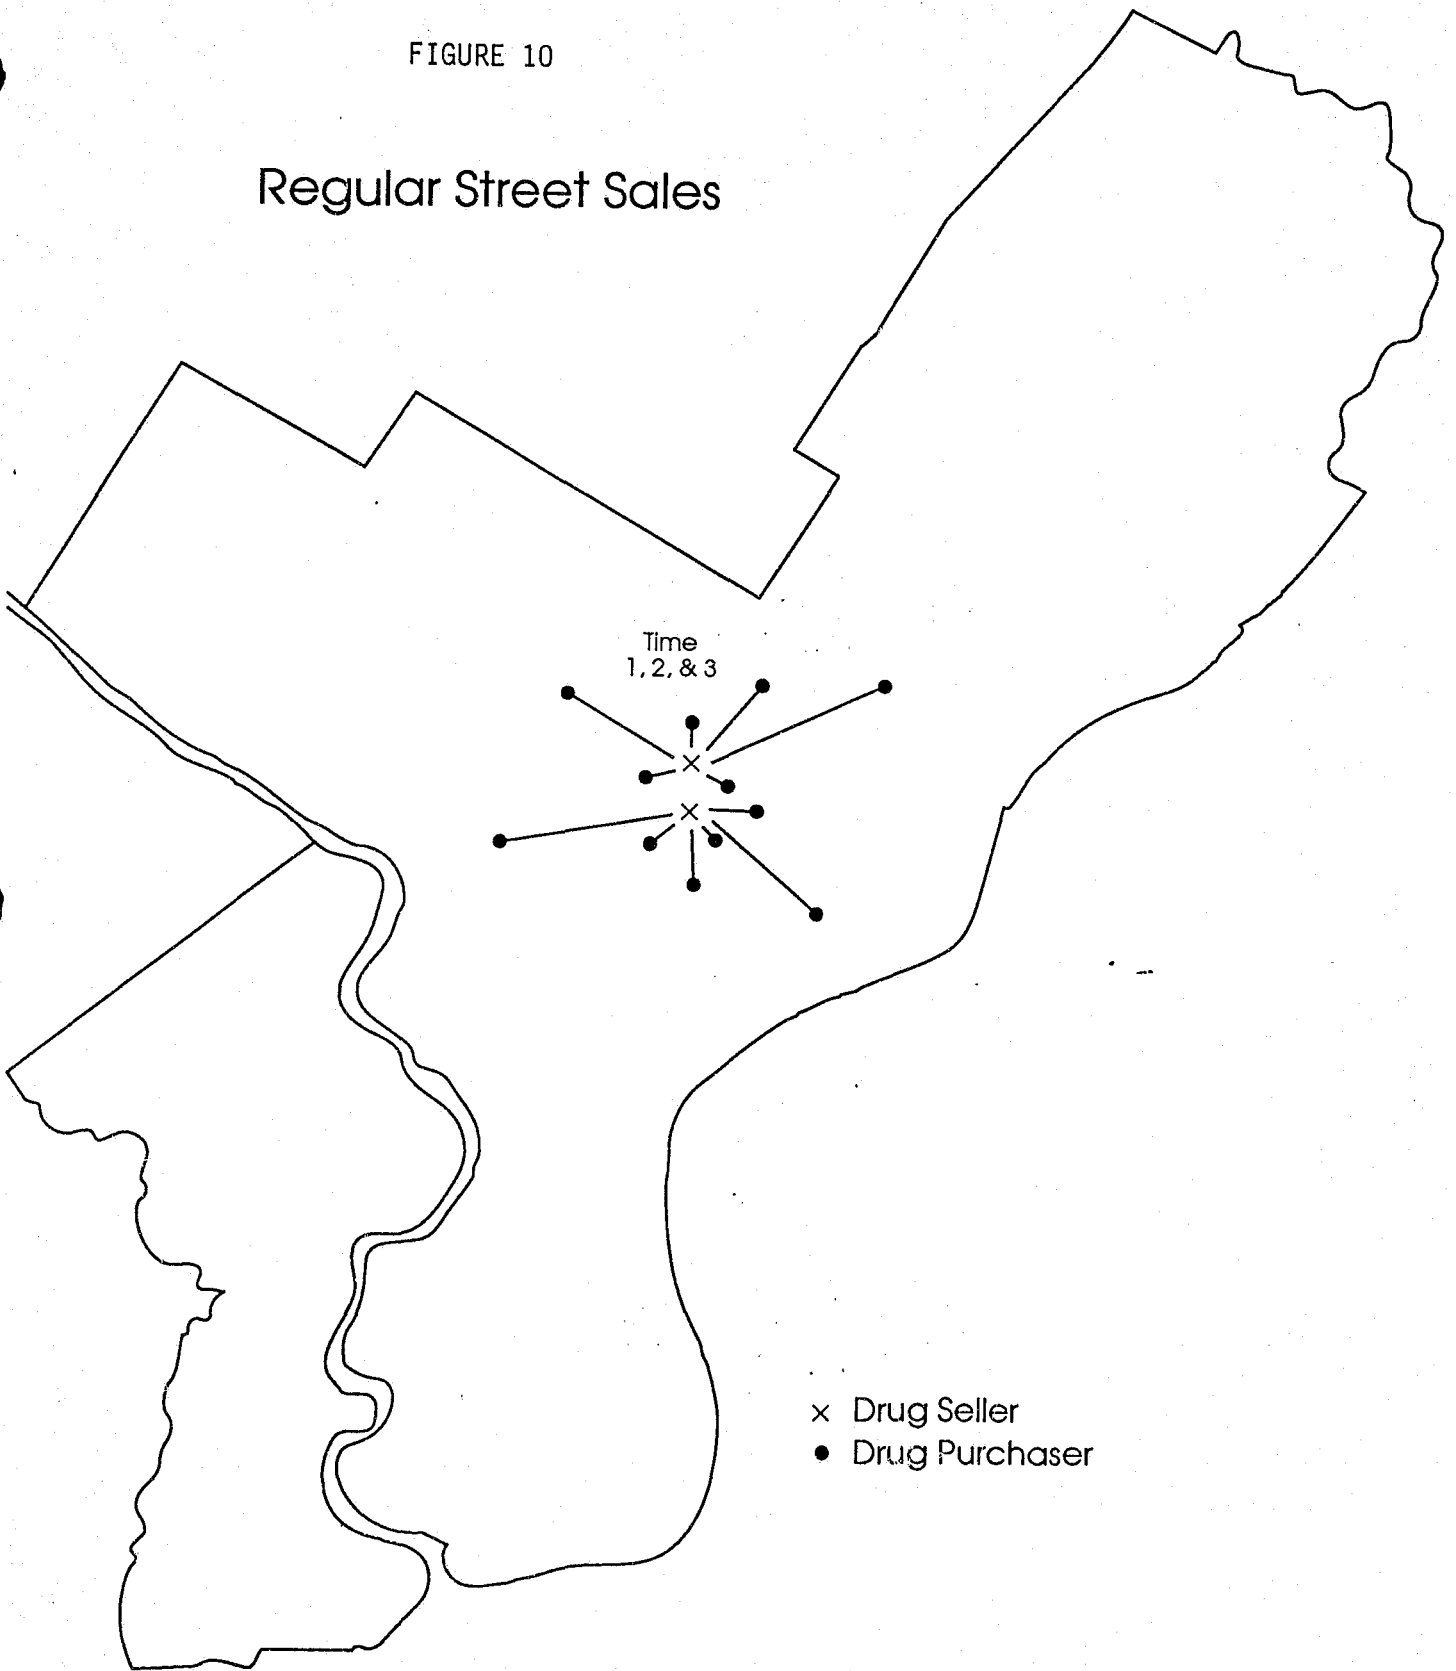 FIGURE 10
Regular Street Sales
Time
1, 2, & 3
× Drug Seller
● Drug Purchaser